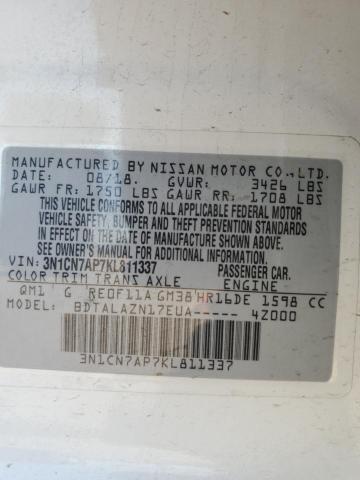 MANUFACTURED BY NISSAN MOTOR CO.,LTD.
DATE: 08/18. GVWR: 3426 LBS
GAWR FR: 1750 LBS GAWR RR: 1708 LBS
THIS VEHICLE CONFORMS TO ALL APPLICABLE FEDERAL MOTOR
VEHICLE SAFETY, BUMPER AND THEFT PREVENTION STANDARDS
IN EFFECT ON THE DATE OF MANUFACTURE SHOWN ABOVE.
SEE OWNER'S MANUAL FOR ADDITIONAL INFORMATION.
VIN: 3N1CN7AP7KL811337 PASSENGER CAR.
COLOR TRIM TRANS AXLE ENGINE
QM1 G RE0F11A GM38 HR16DE 1598 CC
MODEL: BDTALAZN17EUA----- 4Z000
3N1CN7AP7KL811337